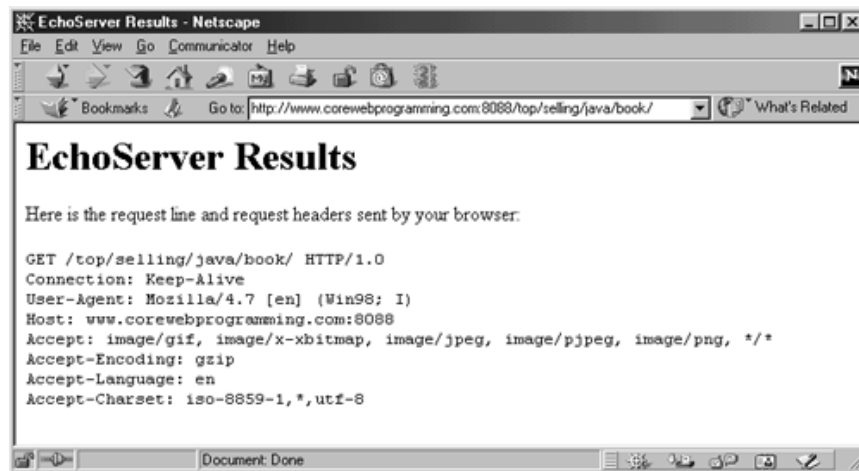 EchoServer Results - Netscape
File Edit View Go Communicator Help
Bookmarks Go to: http://www.corewebprogramming.com:8088/top/selling/java/book/ What's Related
EchoServer Results
Here is the request line and request headers sent by your browser:
GET /top/selling/java/book/ HTTP/1.0
Connection: Keep-Alive
User-Agent: Mozilla/4.7 [en] (Win98; I)
Host: www.corewebprogramming.com:8088
Accept: image/gif, image/x-xbitmap, image/jpeg, image/pjpeg, image/png, */*
Accept-Encoding: gzip
Accept-Language: en
Accept-Charset: iso-8859-1,*,utf-8
Document: Done